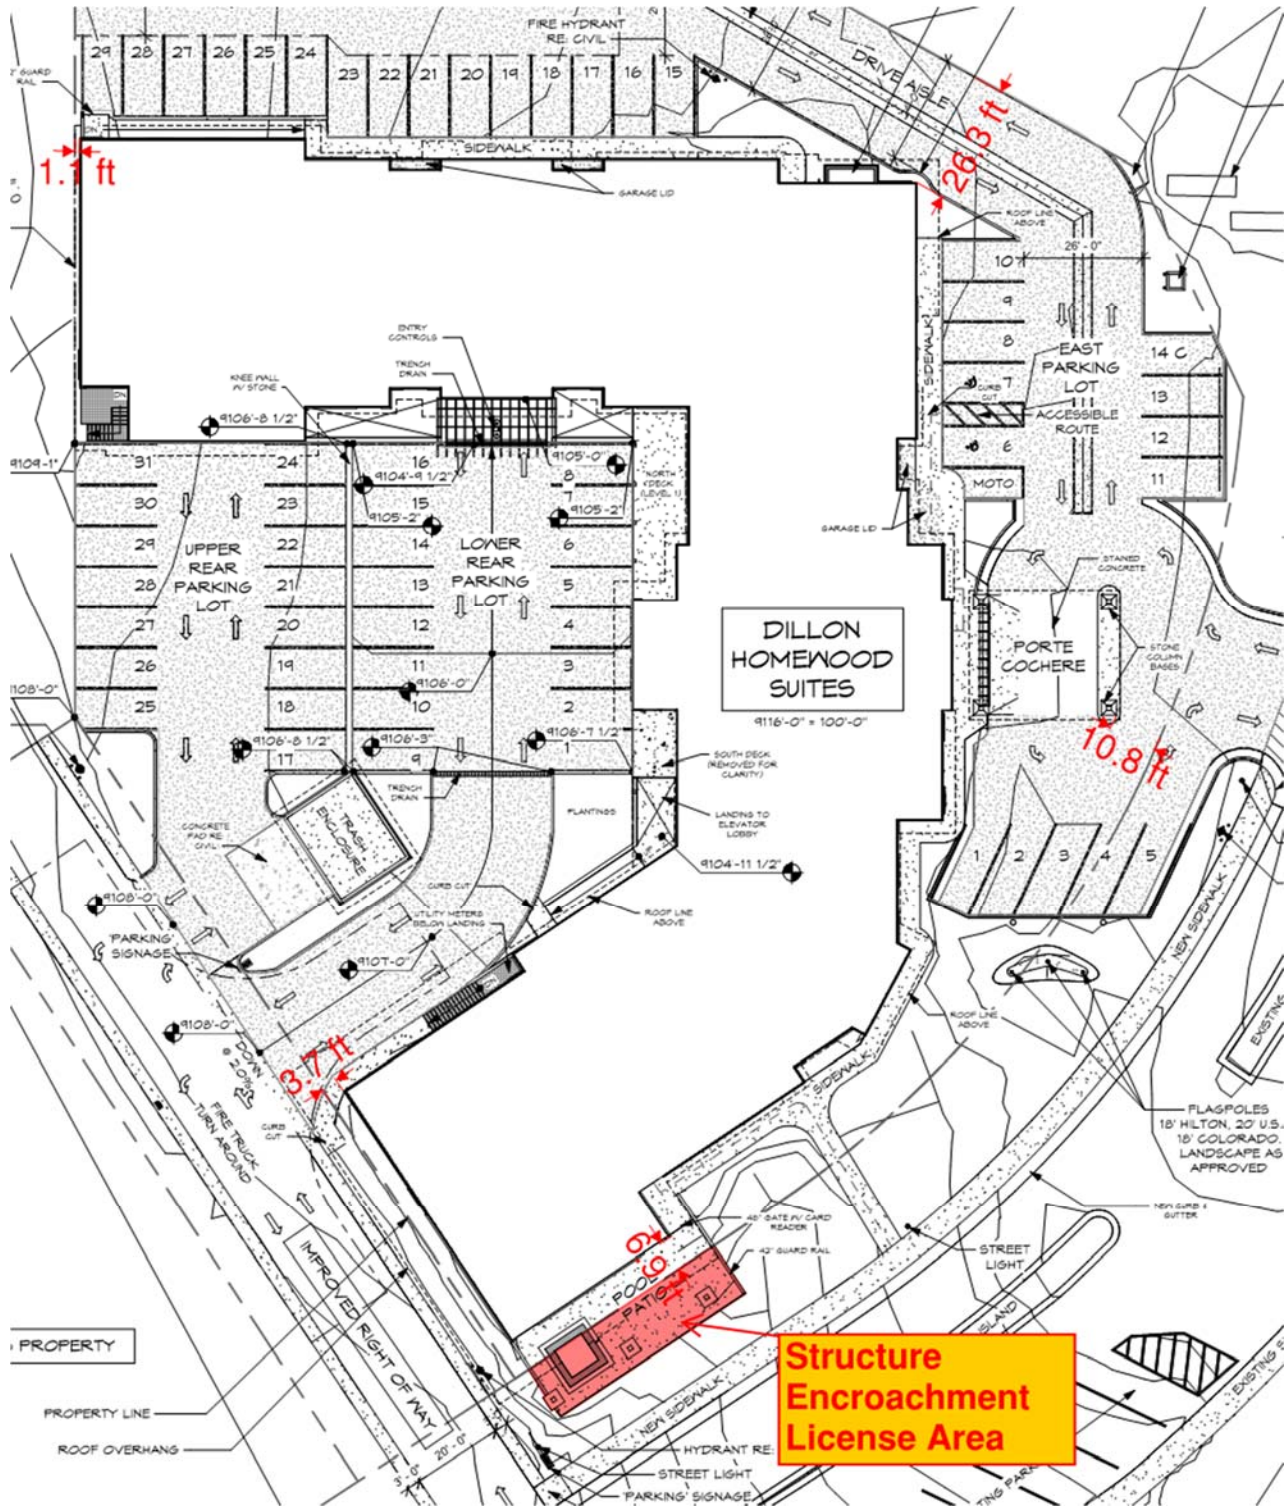 FIRE HYDRANT
RE: CIVIL
29 28 27 26 25 24
23 22 21 20 19 18 17 16 15
2' GUARD
RAIL
DRIVE AISLE
26.3 ft
1.1 ft
SIDEWALK
GARAGE LID
ROOF LINE
ABOVE
26' - 0"
10
9
8
7
6
MOTO
SIDEWALK
CURB
CUT
EAST
PARKING
LOT
ACCESSIBLE
ROUTE
14 C
13
12
11
ENTRY
CONTROLS
TRENCH
DRAIN
KNEE WALL
W/ STONE
9106'-8 1/2"
9109'-1"
9104'-9 1/2"
9105'-0"
9105'-2"
9105'-2"
NORTH
DECK
(LEVEL 1)
GARAGE LID
31
30
29
28
27
26
25
UPPER
REAR
PARKING
LOT
24
23
22
21
20
19
18
17
16
15
14
13
12
11
10
9
LOWER
REAR
PARKING
LOT
8
7
6
5
4
3
2
1
9106'-0"
9106'-8 1/2"
9106'-3"
9106'-7 1/2"
DILLON
HOMEWOOD
SUITES
9116'-0" = 100'-0"
STAINED
CONCRETE
PORTE
COCHERE
STONE
COLUMN
BASES
10.8 ft
SOUTH DECK
(REMOVED FOR
CLARITY)
TRENCH
DRAIN
PLANTINGS
LANDING TO
ELEVATOR
LOBBY
9104'-11 1/2"
CONCRETE
PAD RE:
CIVIL
TRASH
ENCLOSURE
1 2 3 4 5
CURB CUT
UTILITY METERS
BELOW LANDING
ROOF LINE
ABOVE
9108'-0"
'PARKING'
SIGNAGE
9107'-0"
9108'-0"
DOWN
@ 2.0%
3.7 ft
FIRE TRUCK
TURN AROUND
CURB
CUT
NEW SIDEWALK
ROOF LINE
ABOVE
SIDEWALK
EXISTING
FLAGPOLES
18' HILTON, 20' U.S.
18' COLORADO.
LANDSCAPE AS
APPROVED
NEW CURB &
GUTTER
48" GATE W/ CARD
READER
42" GUARD RAIL
STREET
LIGHT
POOL
PATIO
IMPROVED RIGHT OF WAY
ISLAND
Structure
Encroachment
License Area
PROPERTY
PROPERTY LINE
ROOF OVERHANG
20' - 0"
NEW SIDEWALK
HYDRANT RE:
STREET LIGHT
'PARKING' SIGNAGE